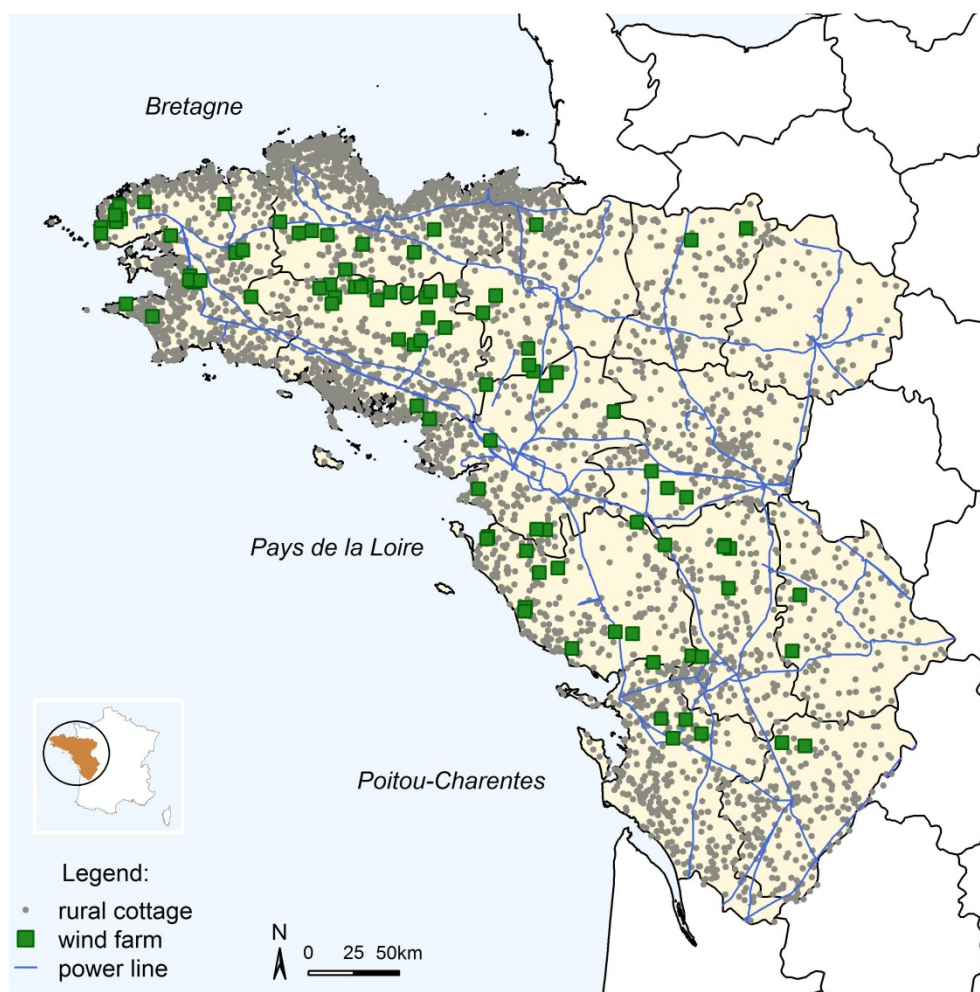 Bretagne
Pays de la Loire
Poitou-Charentes
Legend:
rural cottage
wind farm
power line
N
0 25 50km